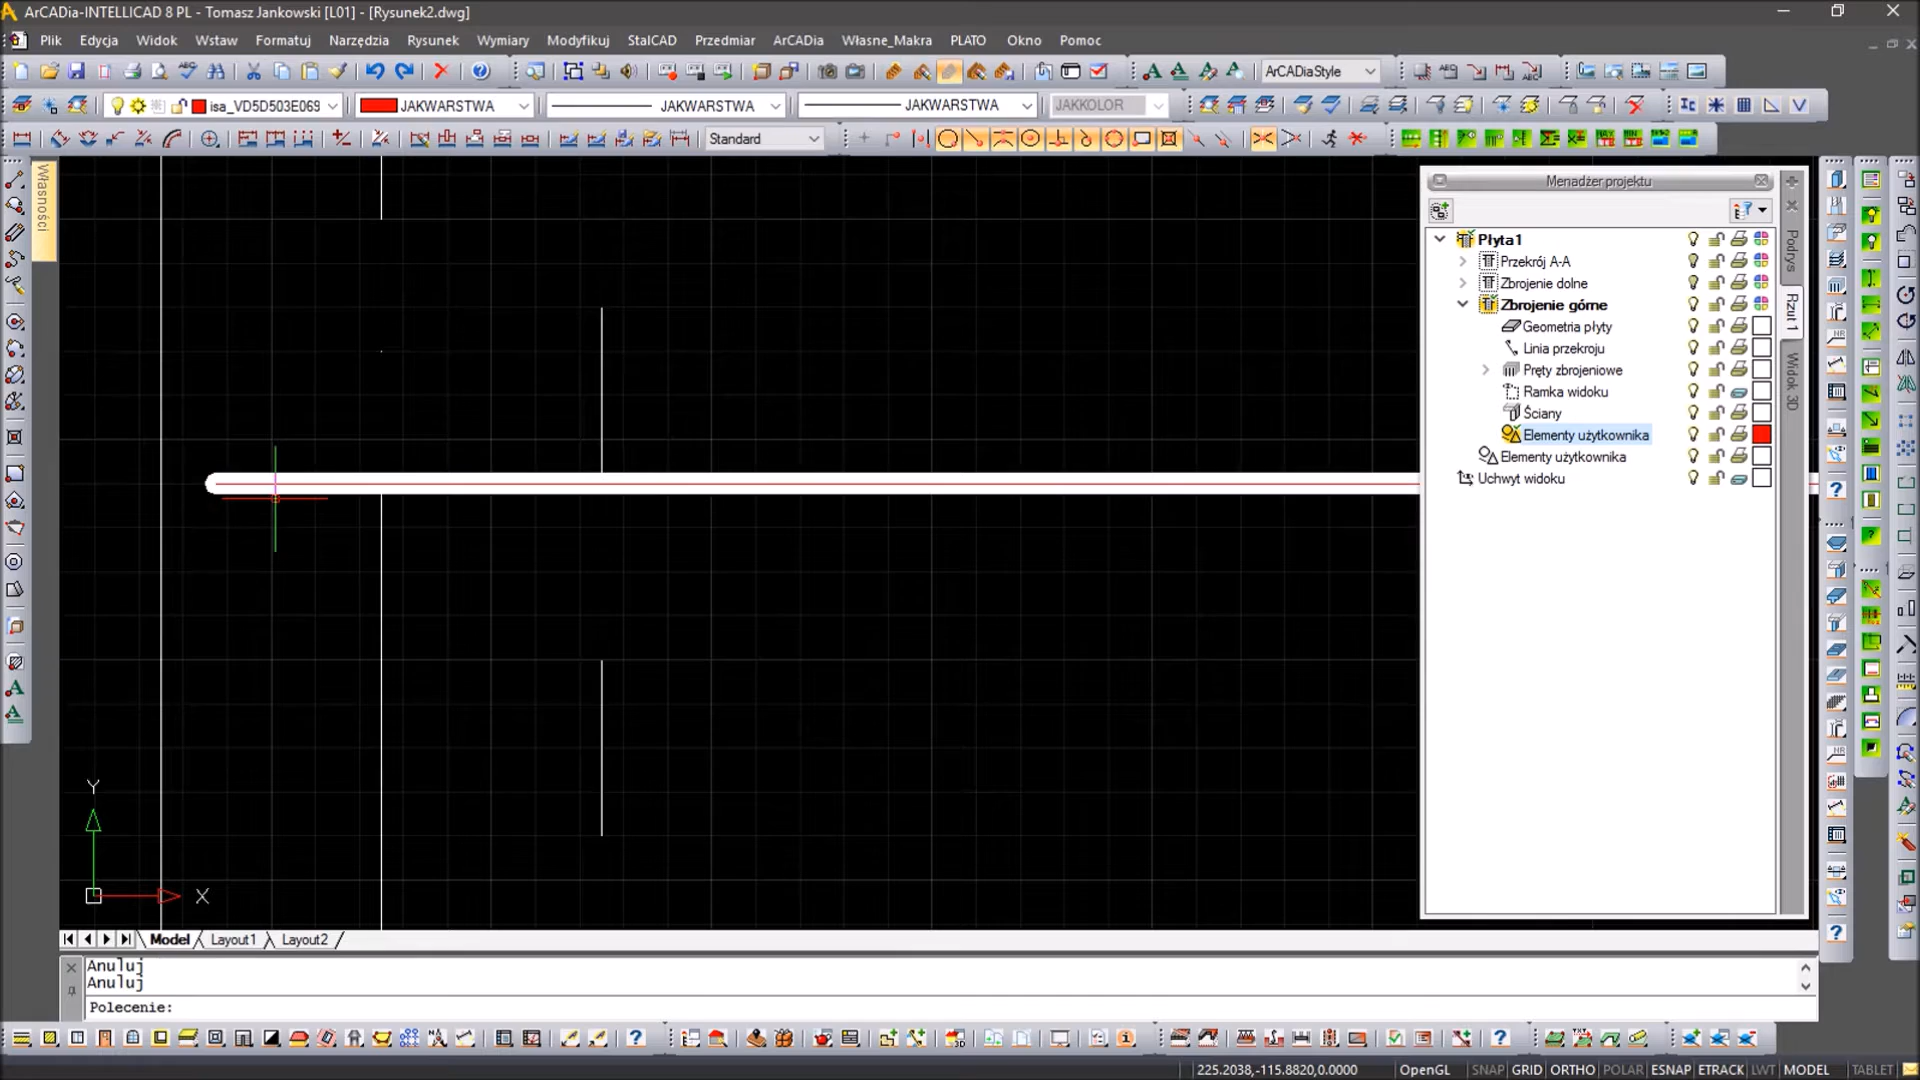 ArCADia-INTELLICAD 8 PL - Tomasz Jankowski [L01] - [Rysunek2.dwg]
Plik Edycja Widok Wstaw Formatuj Narzędzia Rysunek Wymiary Modyfikuj StalCAD Przedmiar ArCADia Własne_Makra PLATO Okno Pomoc
ArCADiaStyle
isa_VD5D503E069 JAKWARSTWA JAKWARSTWA JAKWARSTWA JAKKOLOR
Standard
Własności
Menadżer projektu
Płyta1
Przekrój A-A
Zbrojenie dolne
Zbrojenie górne
Geometria płyty
Linia przekroju
Pręty zbrojeniowe
Ramka widoku
Ściany
Elementy użytkownika
Elementy użytkownika
Uchwyt widoku
Podrys
Rzut 1
Widok 3D
Y
X
Model Layout1 Layout2
Anuluj
Anuluj
Polecenie:
225.2038,-115.8820,0.0000 OpenGL SNAP GRID ORTHO POLAR ESNAP ETRACK LWT MODEL TABLET